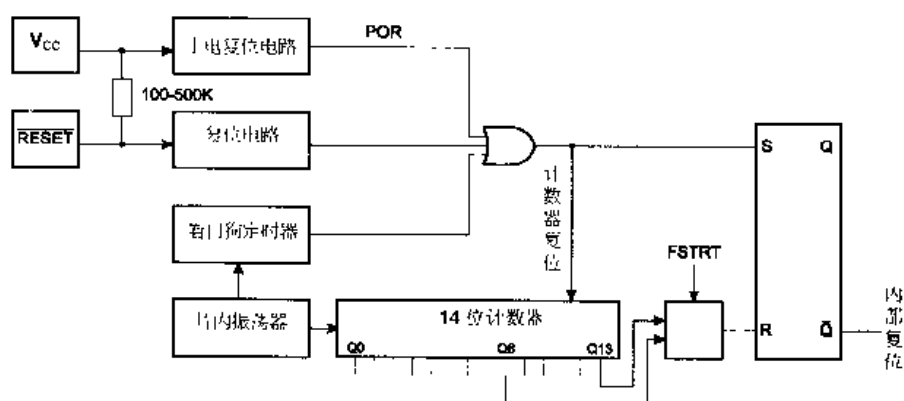 VCC
上电复位电路
POR
100-500K
RESET
复位电路
看门狗定时器
片内振荡器
14 位计数器
Q0
Q8
Q13
计数器复位
FSTRT
S
Q
R
Q̄
内部复位